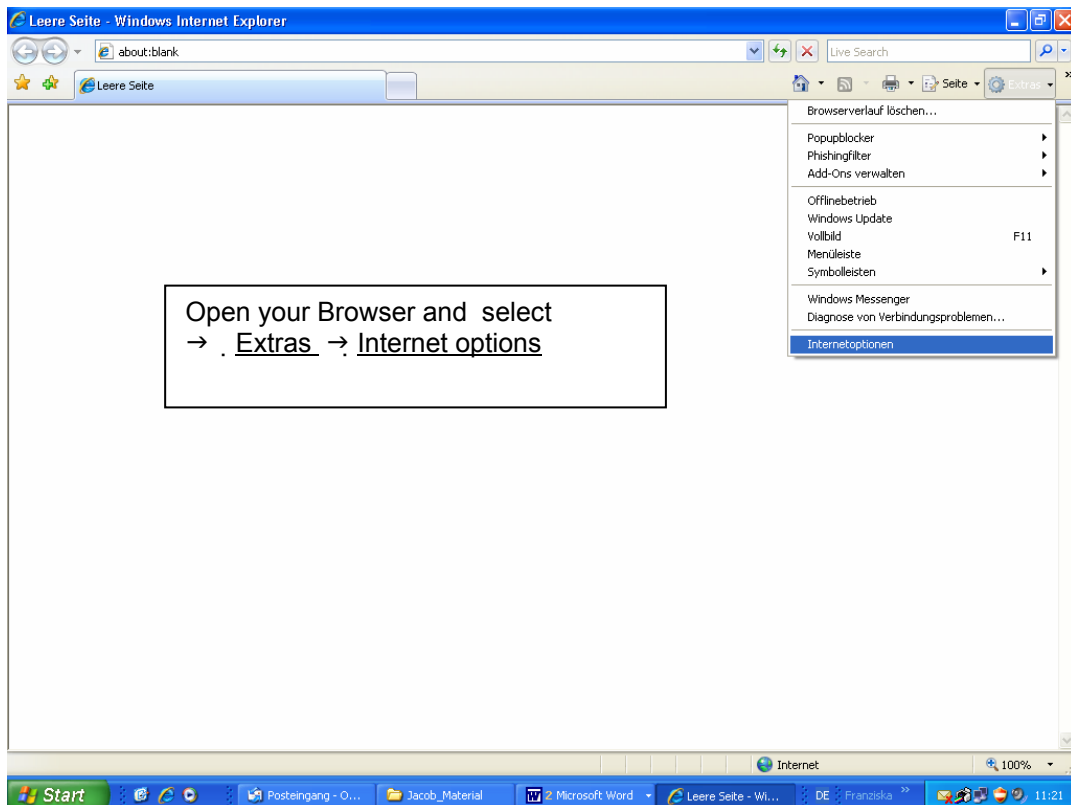 Leere Seite - Windows Internet Explorer
about:blank
Live Search
Leere Seite
Seite
Extras
»
Browserverlauf löschen...
Popupblocker
Phishingfilter
Add-Ons verwalten
Offlinebetrieb
Windows Update
Vollbild F11
Menüleiste
Symbolleisten
Windows Messenger
Diagnose von Verbindungsproblemen...
Internetoptionen
Open your Browser and select
→ . Extras → Internet options
Internet
100%
Start
Posteingang - O...
Jacob_Material
2 Microsoft Word
Leere Seite - Wi...
DE
Franziska
»
11:21